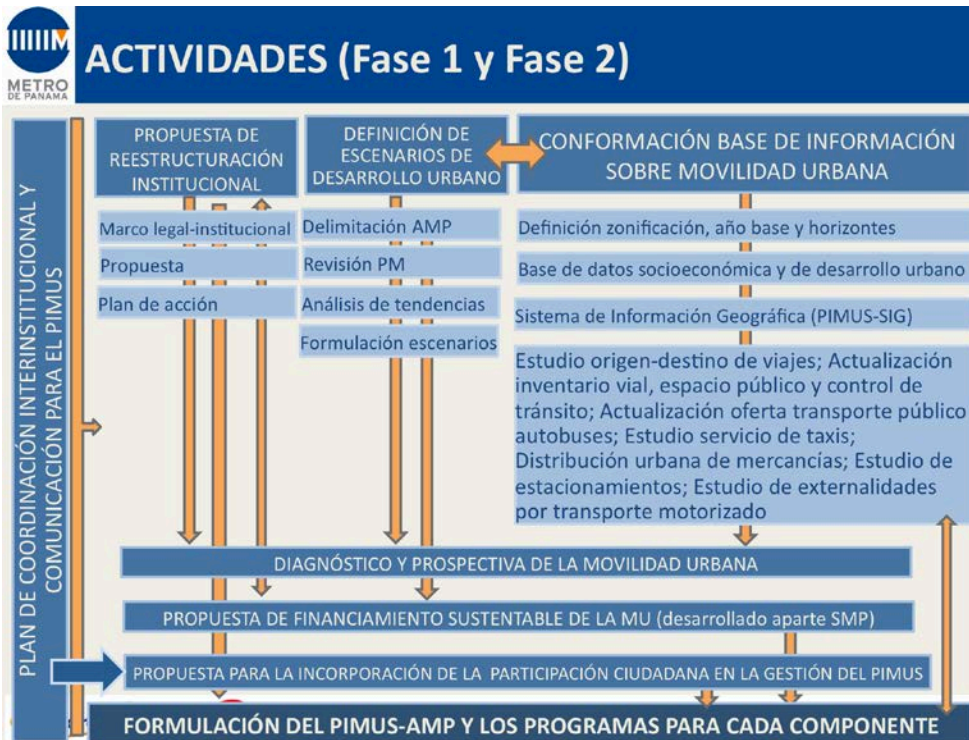 METRO
DE PANAMA
ACTIVIDADES (Fase 1 y Fase 2)
PLAN DE COORDINACIÓN INTERINSTITUCIONAL Y
COMUNICACIÓN PARA EL PIMUS
PROPUESTA DE
REESTRUCTURACIÓN
INSTITUCIONAL
Marco legal-institucional
Propuesta
Plan de acción
DEFINICIÓN DE
ESCENARIOS DE
DESARROLLO URBANO
Delimitación AMP
Revisión PM
Análisis de tendencias
Formulación escenarios
CONFORMACIÓN BASE DE INFORMACIÓN
SOBRE MOVILIDAD URBANA
Definición zonificación, año base y horizontes
Base de datos socioeconómica y de desarrollo urbano
Sistema de Información Geográfica (PIMUS-SIG)
Estudio origen-destino de viajes; Actualización
inventario vial, espacio público y control de
tránsito; Actualización oferta transporte público
autobuses; Estudio servicio de taxis;
Distribución urbana de mercancías; Estudio de
estacionamientos; Estudio de externalidades
por transporte motorizado
DIAGNÓSTICO Y PROSPECTIVA DE LA MOVILIDAD URBANA
PROPUESTA DE FINANCIAMIENTO SUSTENTABLE DE LA MU (desarrollado aparte SMP)
PROPUESTA PARA LA INCORPORACIÓN DE LA PARTICIPACIÓN CIUDADANA EN LA GESTIÓN DEL PIMUS
FORMULACIÓN DEL PIMUS-AMP Y LOS PROGRAMAS PARA CADA COMPONENTE